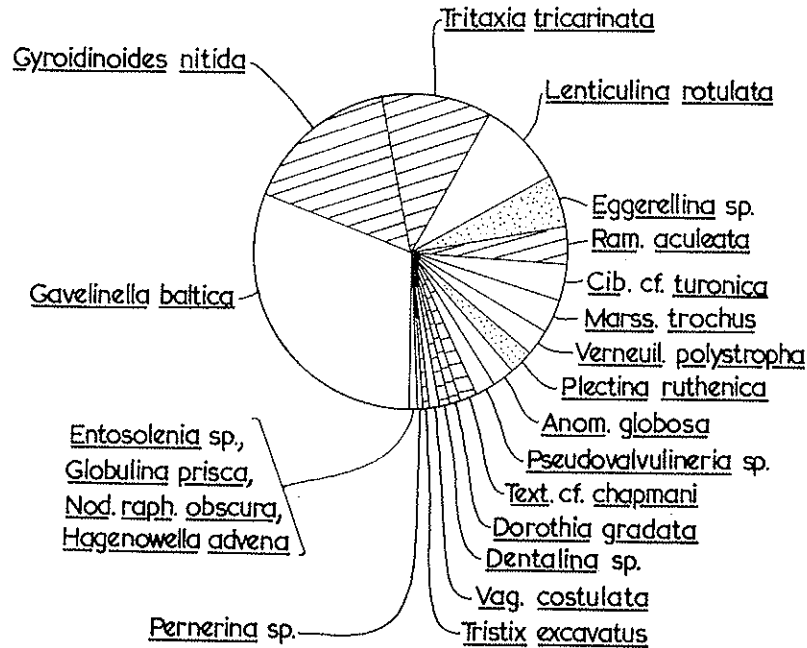 Tritaxia tricarinata
Gyroidinoides nitida
Lenticulina rotulata
Eggerellina sp.
Ram. aculeata
Gavelinella baltica
Cib. cf. turonica
Marss. trochus
Verneuil. polystropha
Plectina ruthenica
Anom. globosa
Pseudovalvulineria sp.
Text. cf. chapmani
Dorothia gradata
Dentalina sp.
Vag. costulata
Tristix excavatus
Entosolenia sp.,
Globulina prisca,
Nod. raph. obscura,
Hagenowella advena
Pernerina sp.